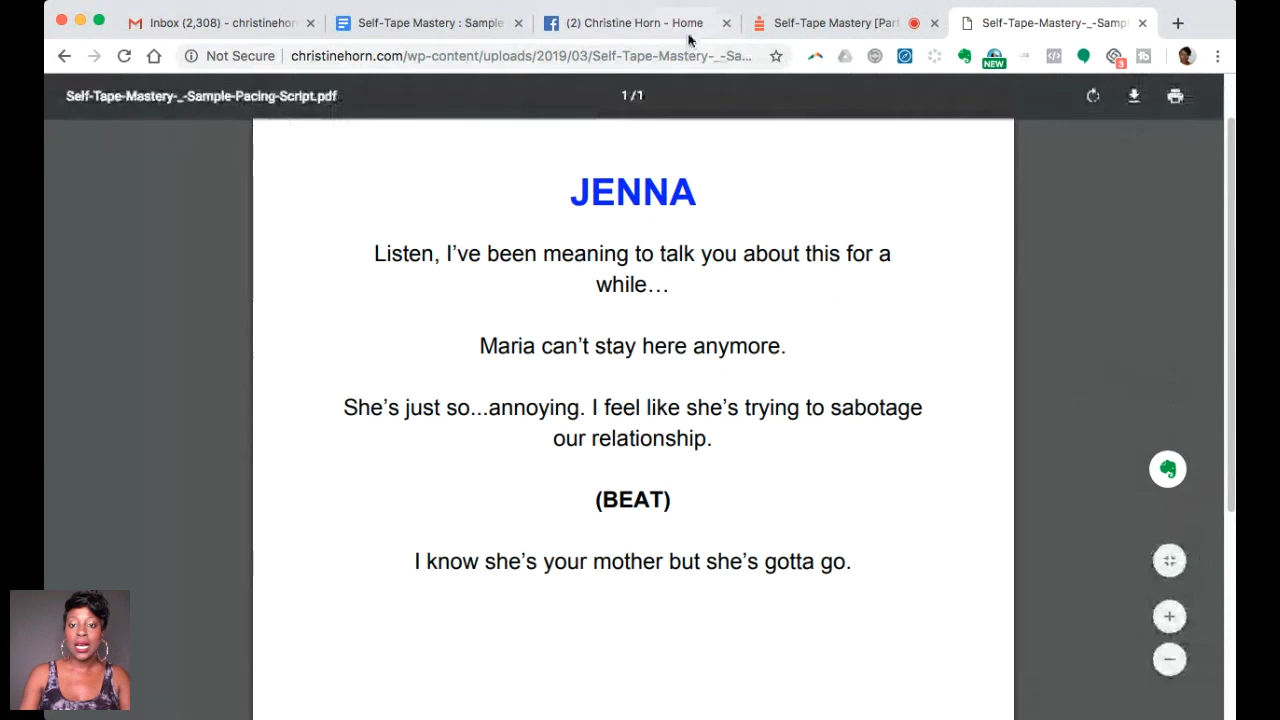 Inbox (2,308) - christinehor
Self-Tape Mastery : Sample
(2) Christine Horn - Home
Self-Tape Mastery [Part
Self-Tape-Mastery-_-Samp
Not Secure
christinehorn.com/wp-content/uploads/2019/03/Self-Tape-Mastery-_-Sa...
NEW
3
Self-Tape-Mastery-_-Sample-Pacing-Script.pdf
1/1
JENNA
Listen, I’ve been meaning to talk you about this for a
while…
Maria can’t stay here anymore.
She’s just so...annoying. I feel like she’s trying to sabotage
our relationship.
(BEAT)
I know she’s your mother but she’s gotta go.